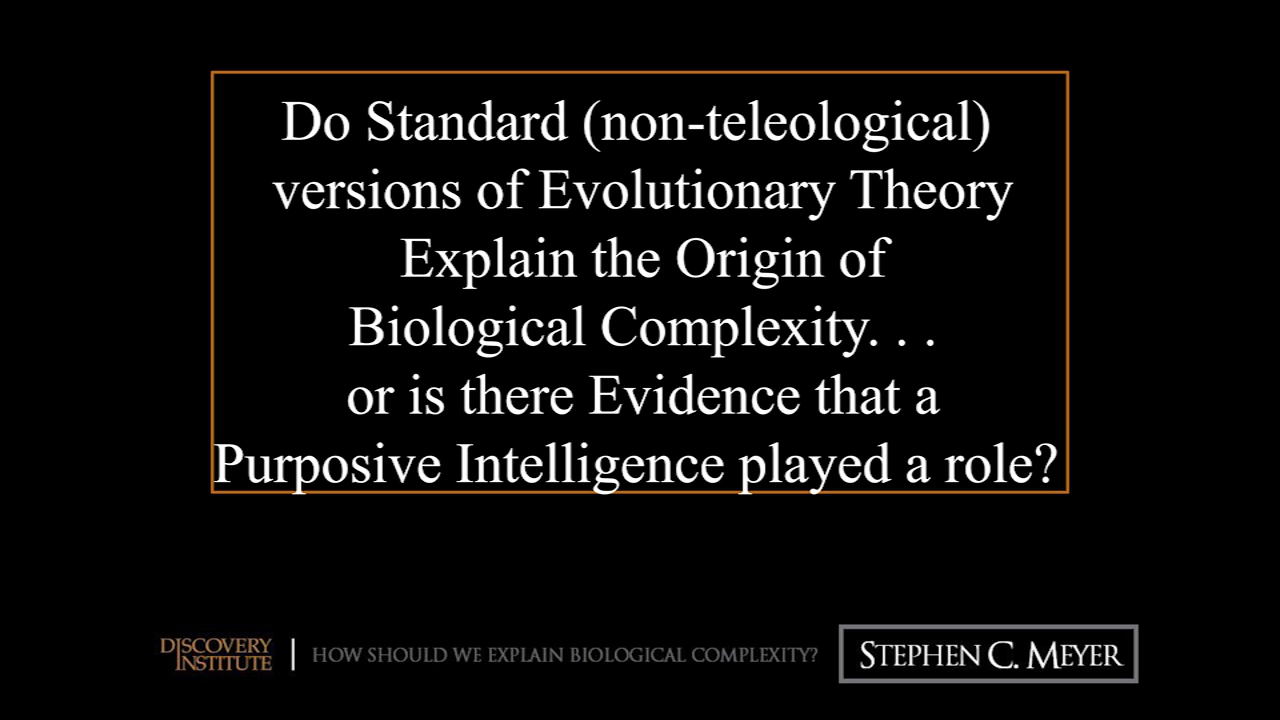 Do Standard (non-teleological)
versions of Evolutionary Theory
Explain the Origin of
Biological Complexity. . .
or is there Evidence that a
Purposive Intelligence played a role?
DISCOVERY
INSTITUTE
HOW SHOULD WE EXPLAIN BIOLOGICAL COMPLEXITY?
STEPHEN C. MEYER